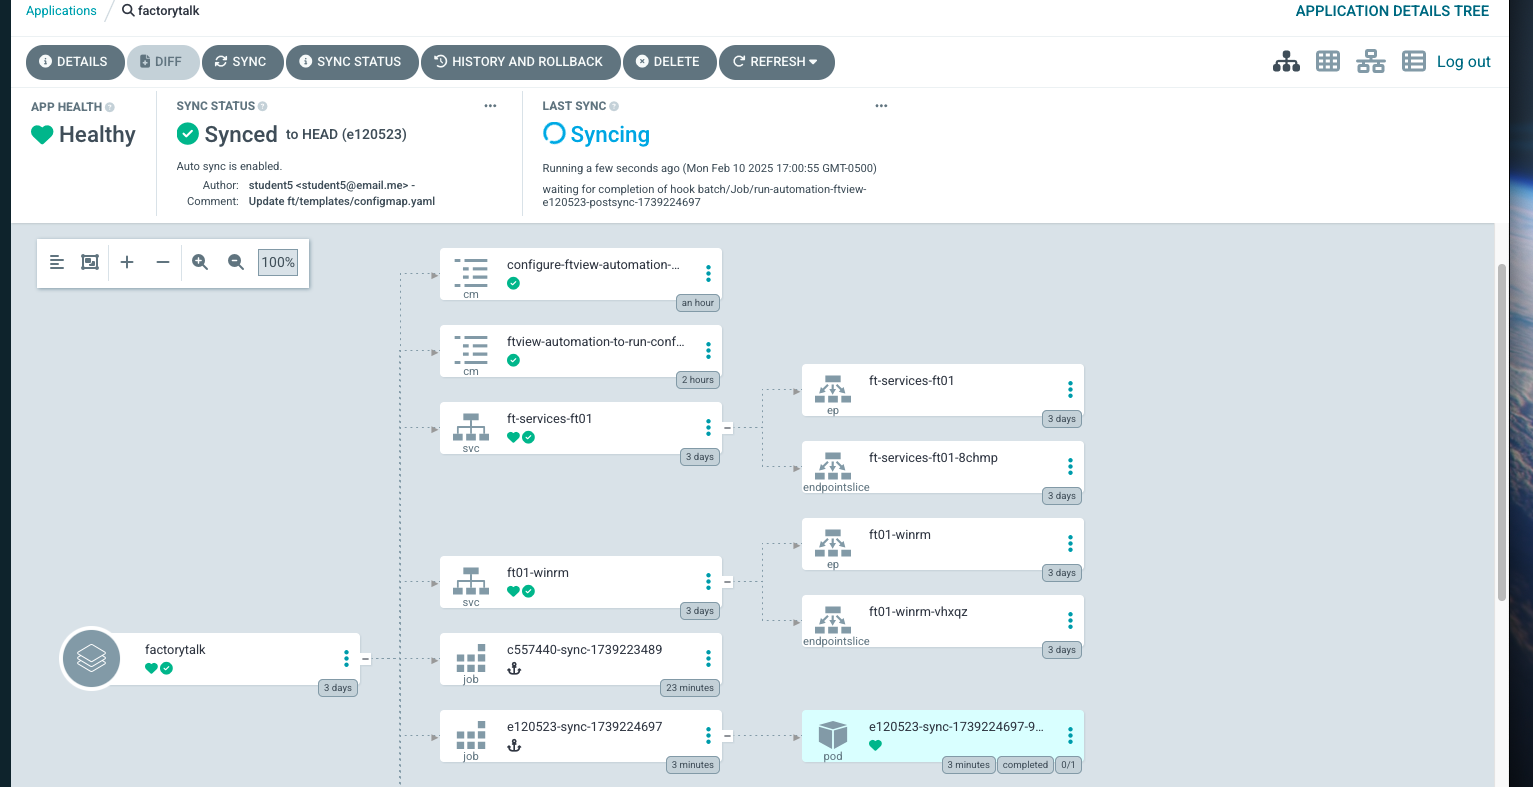 Applications / factorytalk
APPLICATION DETAILS TREE
DETAILS
DIFF
SYNC
SYNC STATUS
HISTORY AND ROLLBACK
DELETE
REFRESH
Log out
APP HEALTH
Healthy
SYNC STATUS
...
Synced to HEAD (e120523)
Auto sync is enabled.
Author: student5 <student5@email.me> -
Comment: Update ft/templates/configmap.yaml
LAST SYNC
...
Syncing
Running a few seconds ago (Mon Feb 10 2025 17:00:55 GMT-0500)
waiting for completion of hook batch/Job/run-automation-ftview-
e120523-postsync-1739224697
100%
factorytalk
3 days
configure-ftview-automation-...
cm
an hour
ftview-automation-to-run-conf...
cm
2 hours
ft-services-ft01
svc
3 days
ft-services-ft01
ep
3 days
ft-services-ft01-8chmp
endpointslice
3 days
ft01-winrm
svc
3 days
ft01-winrm
ep
3 days
ft01-winrm-vhxqz
endpointslice
3 days
c557440-sync-1739223489
job
23 minutes
e120523-sync-1739224697
job
3 minutes
e120523-sync-1739224697-9...
pod
3 minutes completed 0/1